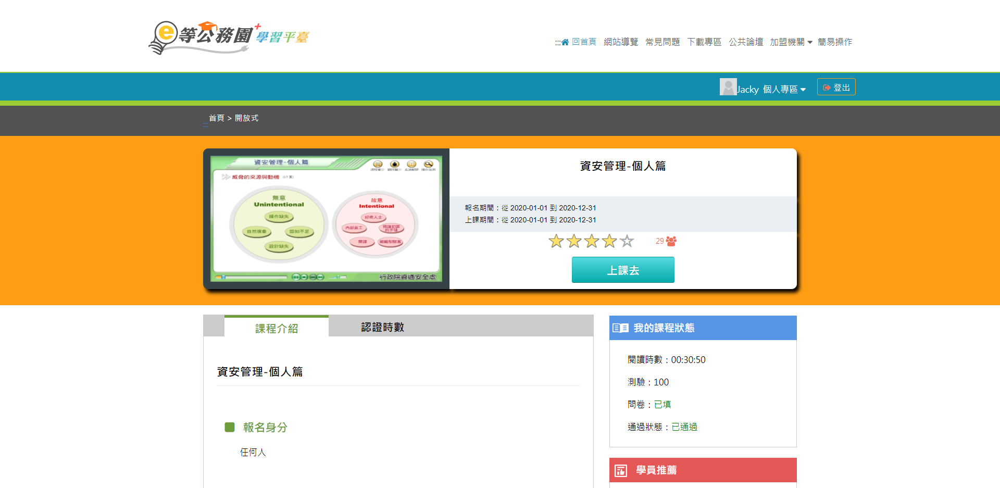 e等公務園+學習平臺
:::回首頁 網站導覽 常見問題 下載專區 公共論壇 加盟機關 簡易操作
Jacky 個人專區 登出
首頁 > 開放式
:::
資安管理-個人篇
威脅的來源與動機
無意
Unintentional
操作缺失
自然現象 認知不足
設計缺失
故意
Intentional
好奇人士
內部員工 預謀犯罪的歹徒
間諜 組織型駭客
行政院資通安全處
資安管理-個人篇
報名期間：從 2020-01-01 到 2020-12-31
上課期間：從 2020-01-01 到 2020-12-31
29
上課去
課程介紹 認證時數
資安管理-個人篇
報名身分
任何人
我的課程狀態
閱讀時數：00:30:50
測驗：100
問卷：已填
通過狀態：已通過
學員推薦